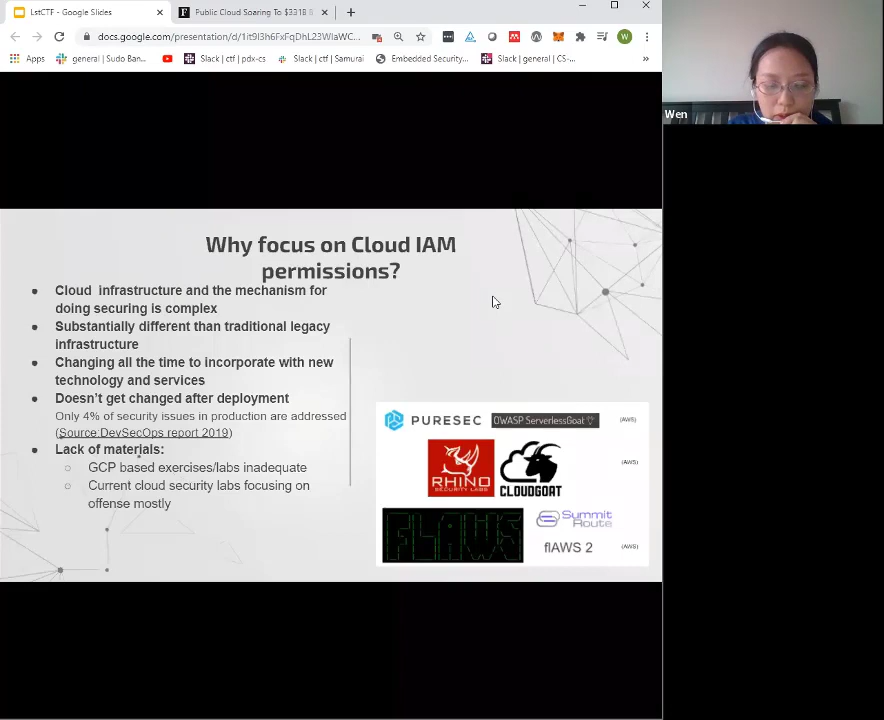 LstCTF - Google Slides
Public Cloud Soaring To $331B B
docs.google.com/presentation/d/1it9I3h6FxFqDhL23WIaWC...
W
Apps
general | Sudo Ban...
Slack | ctf | pdx-cs
Slack | ctf | Samurai
Embedded Security...
Slack | general | CS-...
Wen
Why focus on Cloud IAM
permissions?
Cloud infrastructure and the mechanism for
doing securing is complex
Substantially different than traditional legacy
infrastructure
Changing all the time to incorporate with new
technology and services
Doesn't get changed after deployment
Only 4% of security issues in production are addressed
(Source:DevSecOps report 2019)
Lack of materials:
GCP based exercises/labs inadequate
Current cloud security labs focusing on
offense mostly
PURESEC OWASP ServerlessGoat (AWS)
RHINO
SECURITY LABS
CLOUDGOAT
(AWS)
FLAWS
Summit
Route
flAWS 2
(AWS)